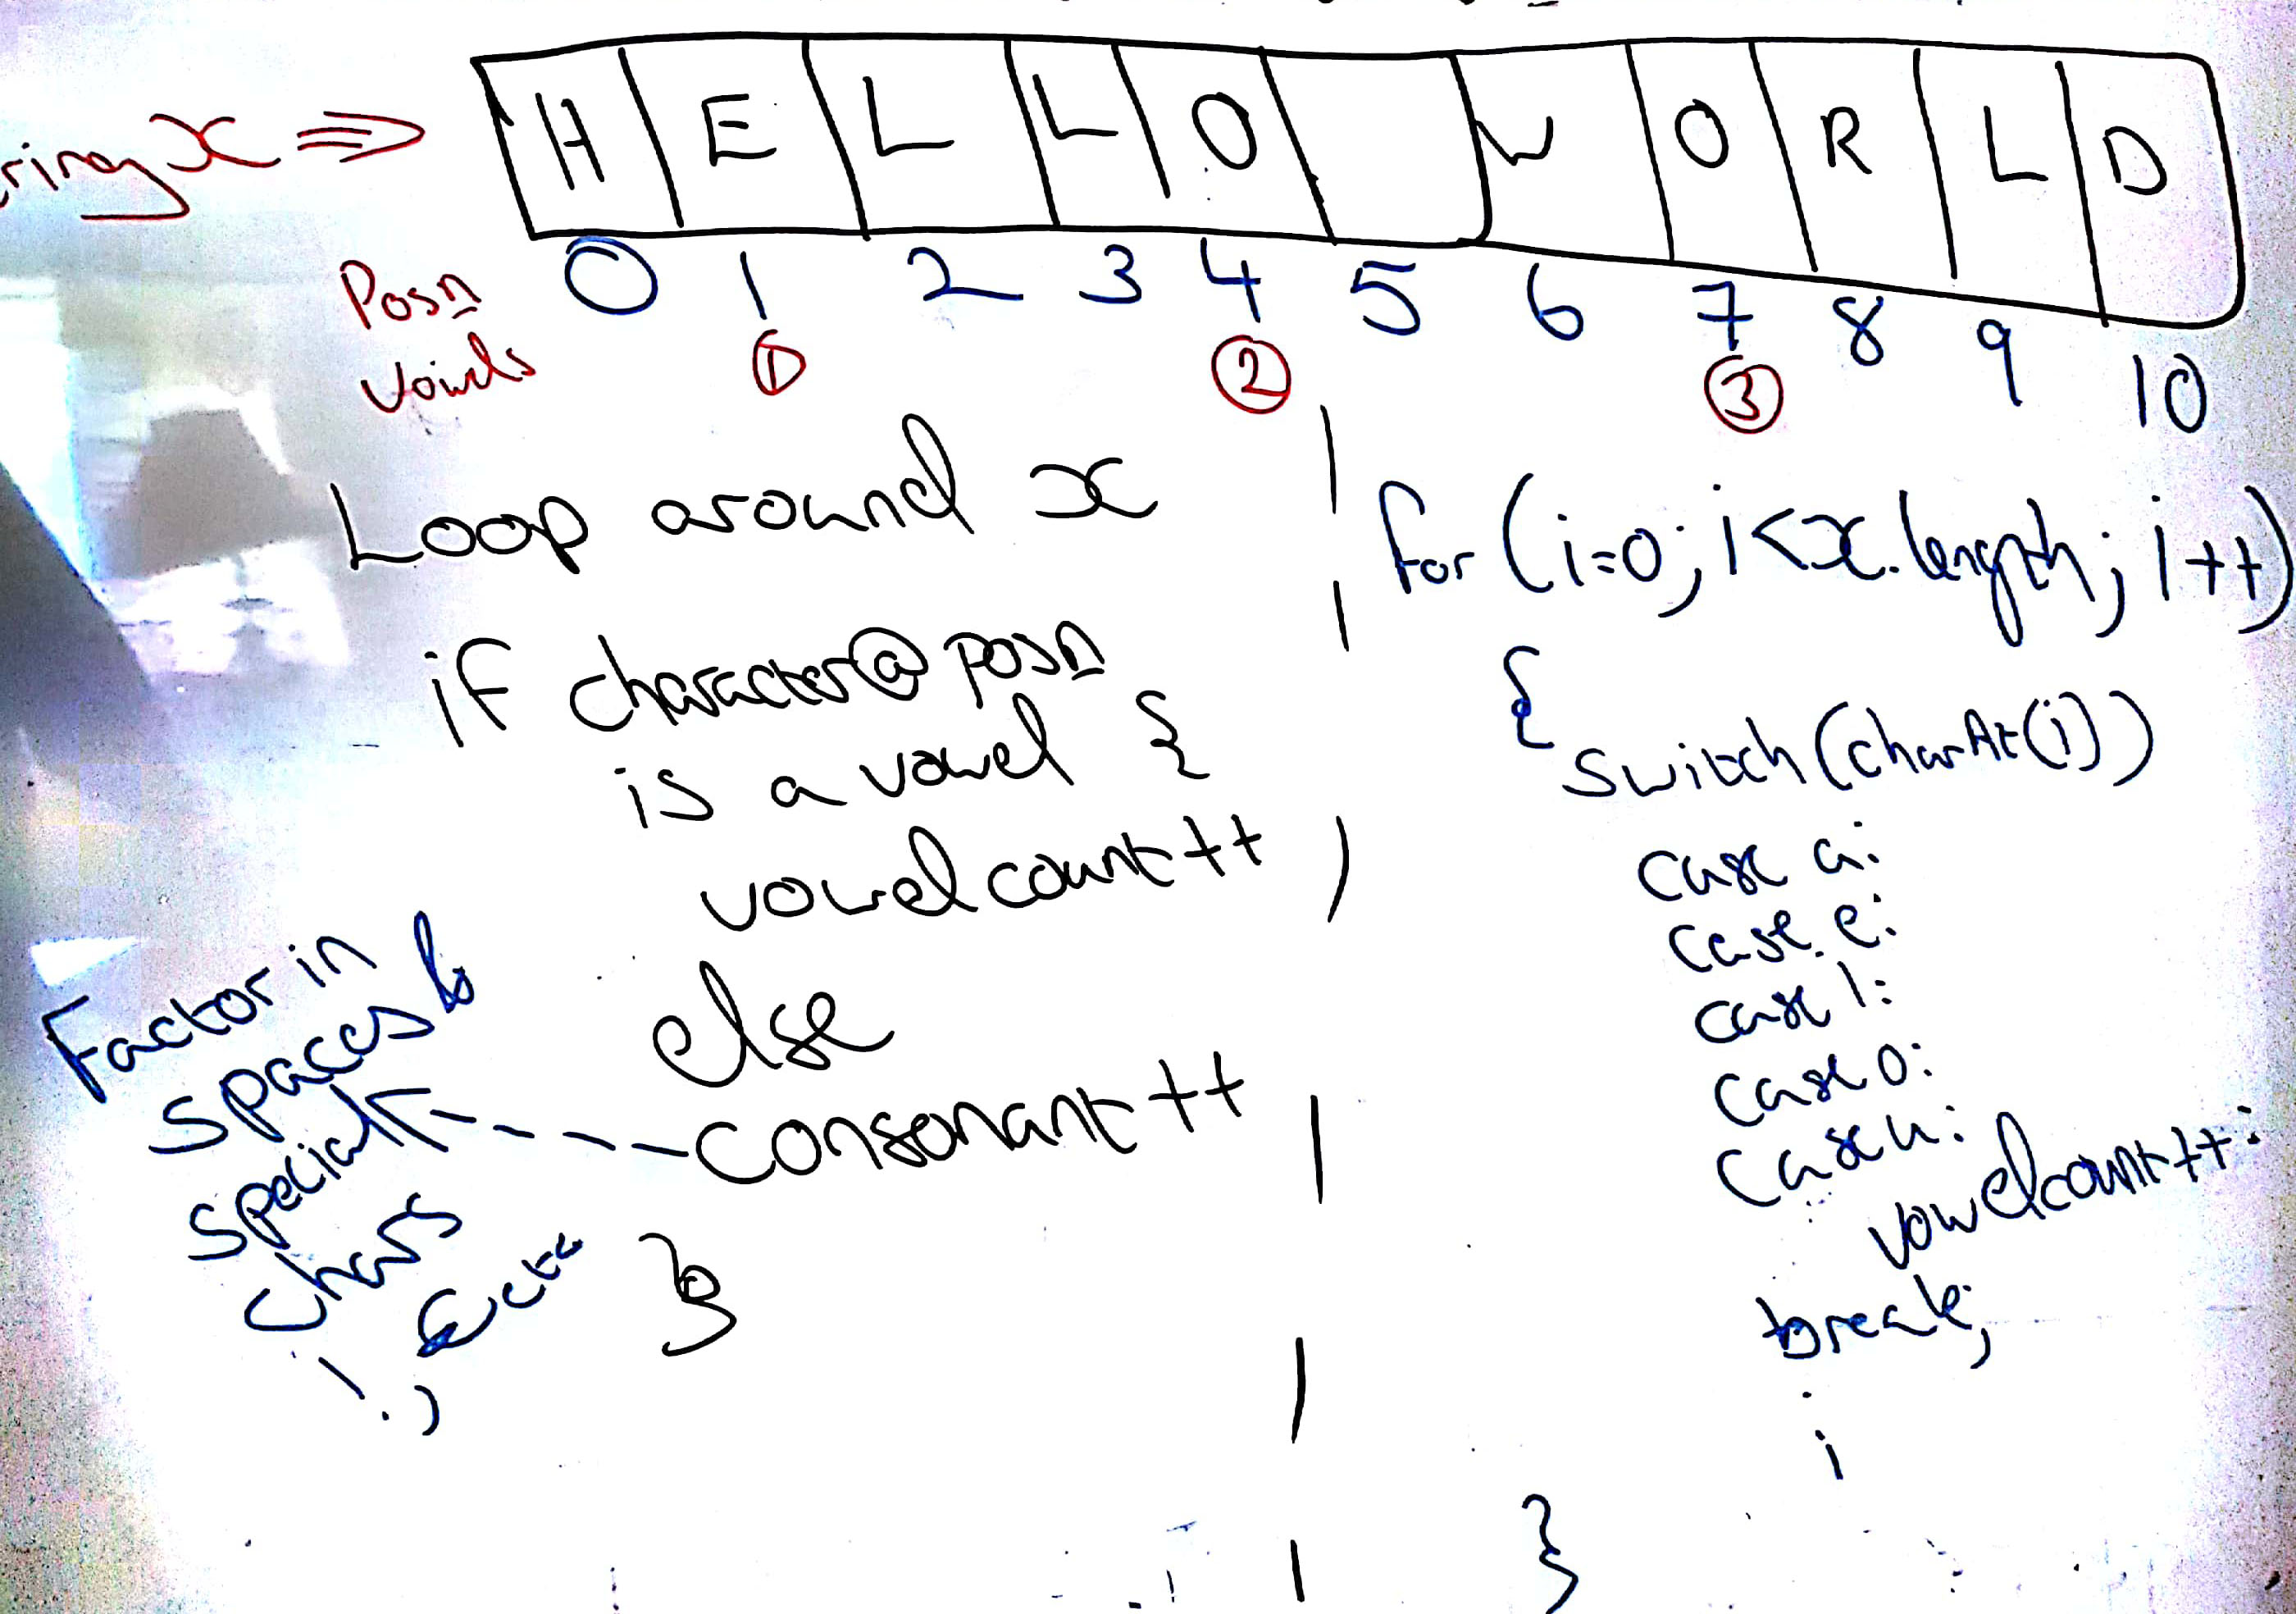 ring x ⇒ H E L L O W O R L D
Posn 0 1 2 3 4 5 6 7 8 9 10
Vowels ① ② ③
Loop around x
if character@posn
is a vowel {
vowelcount++
else
consonant++
}
Factor in
spaces &
special
chars
! . , &ctc
for (i=0; i<x.length; i++)
{
switch(charAt(i))
case a:
case e:
case i:
case o:
case u:
vowelcount++;
break;
}